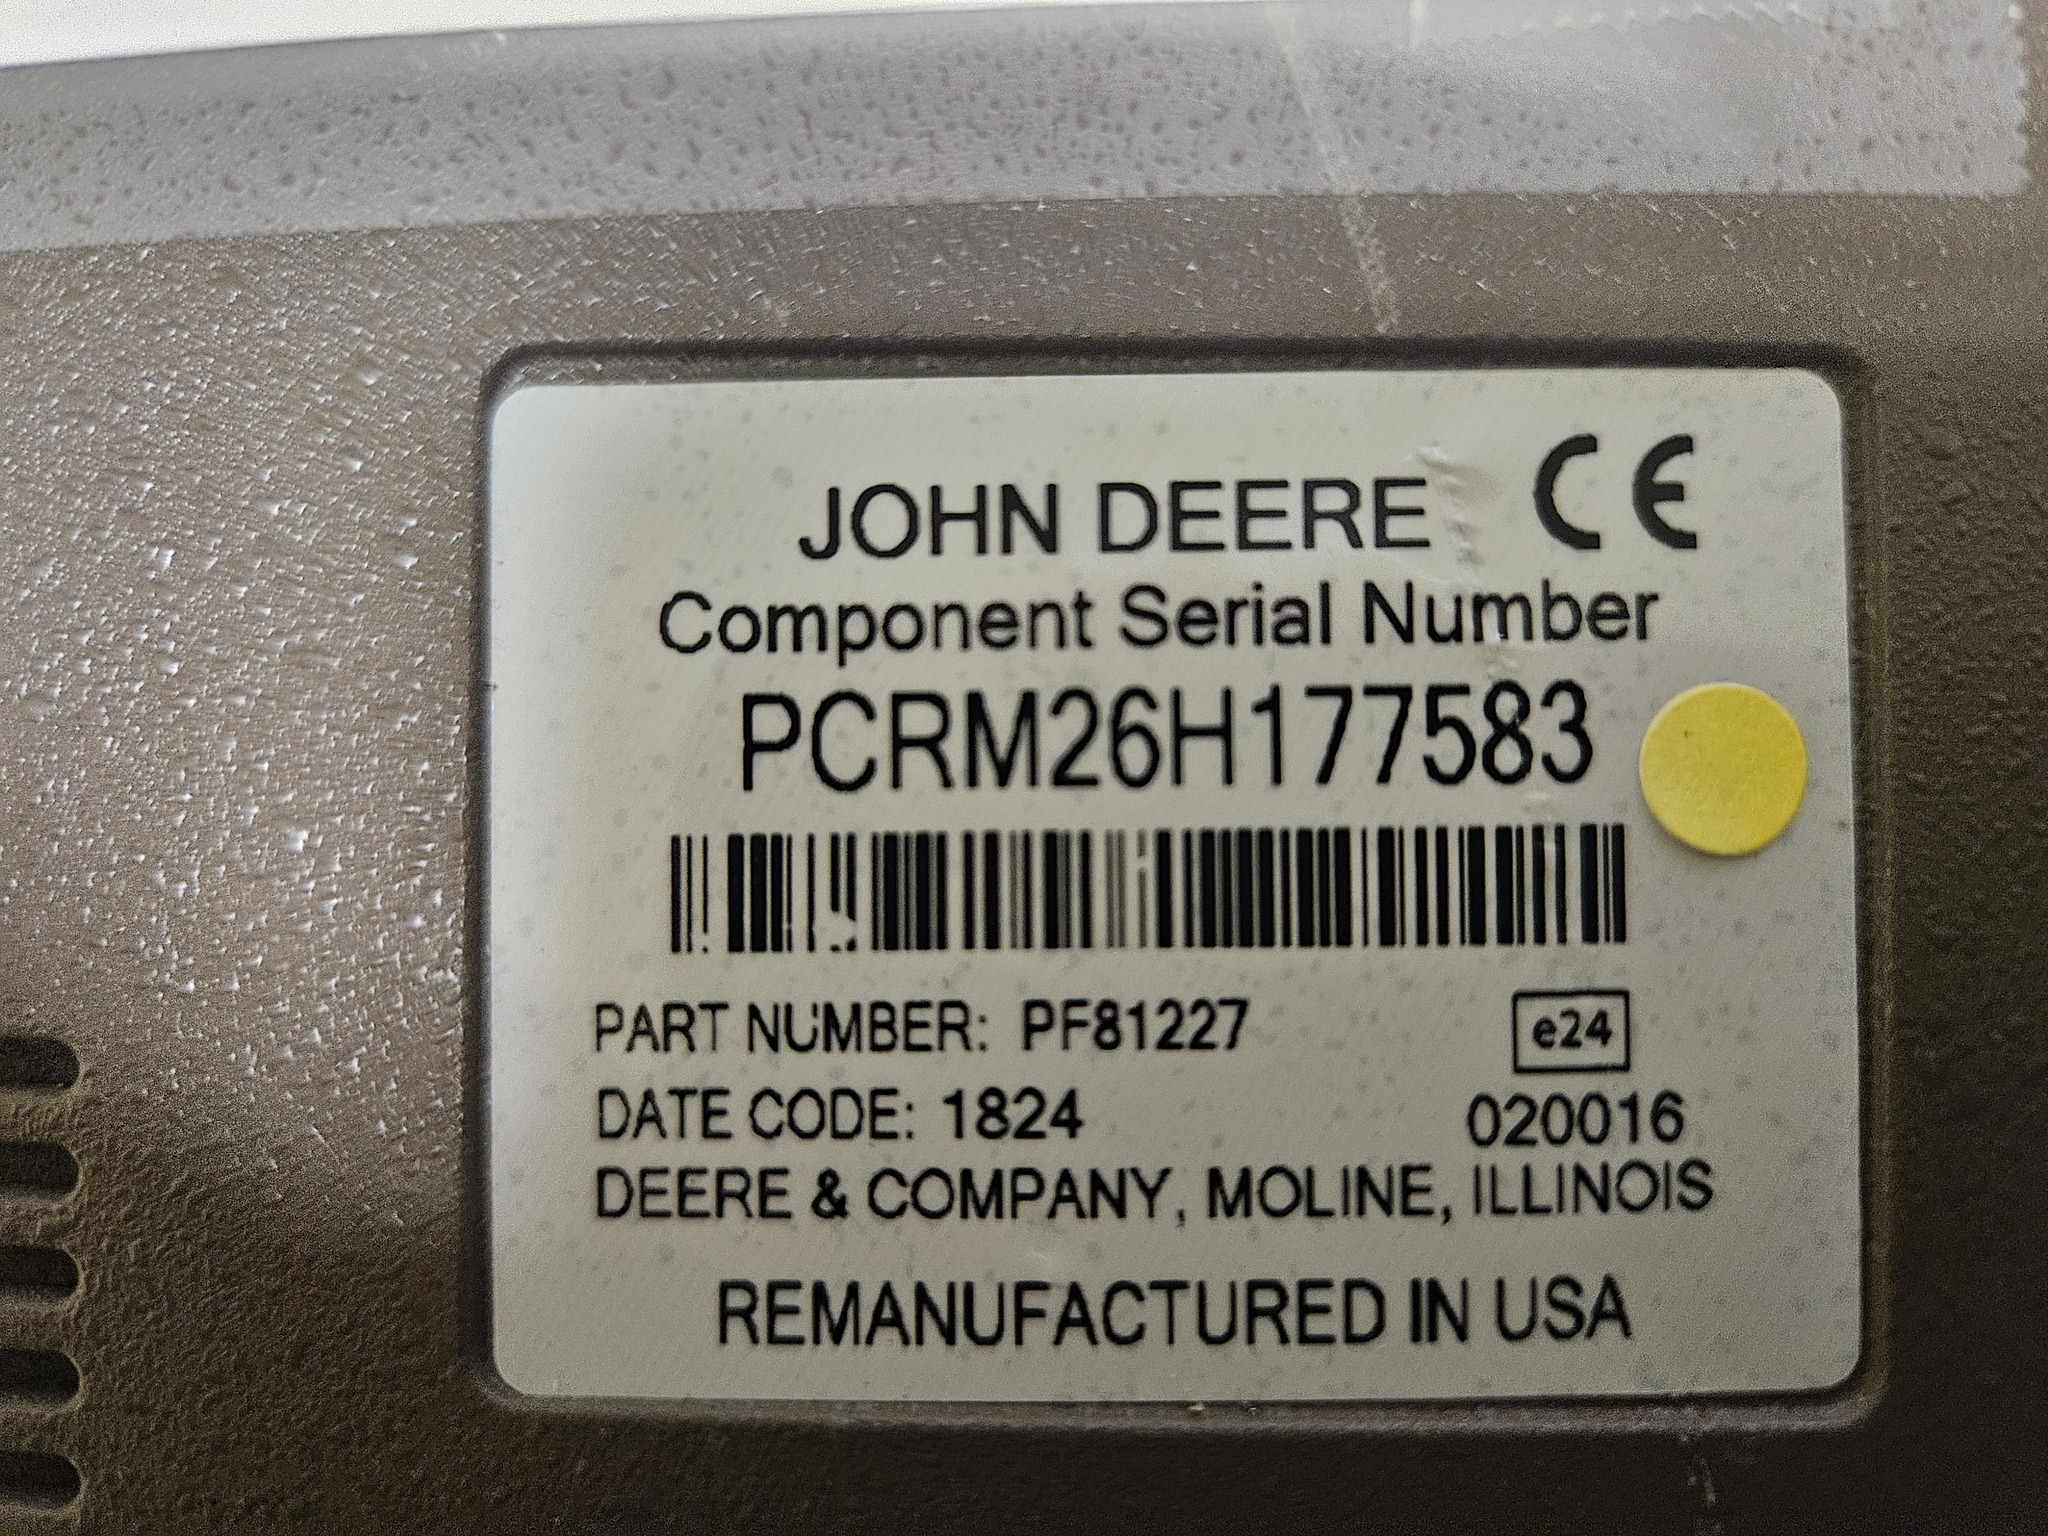 JOHN DEERE CE
Component Serial Number
PCRM26H177583
PART NUMBER: PF81227 e24
DATE CODE: 1824 020016
DEERE & COMPANY, MOLINE, ILLINOIS
REMANUFACTURED IN USA